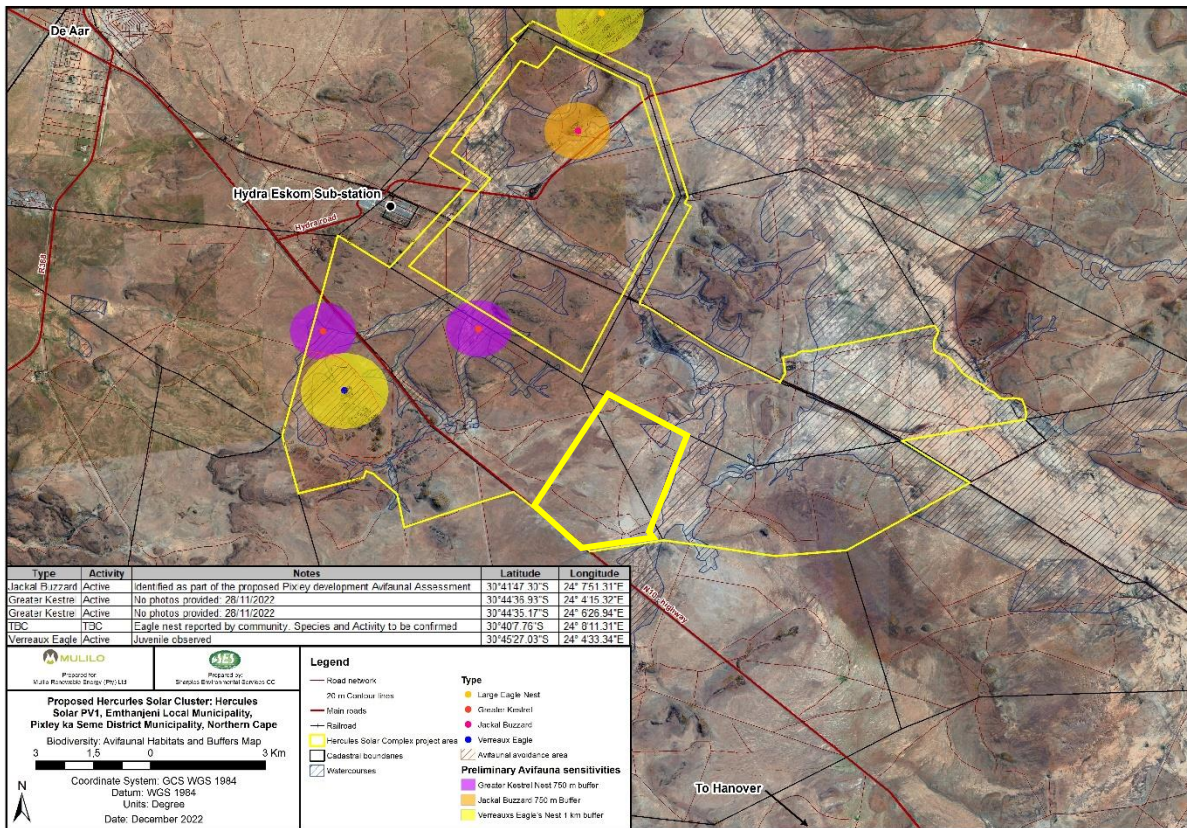 De Aar
Hydra Eskom Sub-station
Hydra road
R388
N10 -highway
To Hanover
Type Activity Notes Latitude Longitude
Jackal Buzzard Active Identified as part of the proposed Pixley development Avifaunal Assessment 30°41'47.30"S 24° 7'51.31"E
Greater Kestrel Active No photos provided: 28/11/2022 30°44'36.93"S 24° 4'15.32"E
Greater Kestrel Active No photos provided: 28/11/2022 30°44'35.17"S 24° 6'26.94"E
TBC TBC Eagle nest reported by community. Species and Activity to be confirmed 30°40'7.76"S 24° 8'11.31"E
Verreaux Eagle Active Juvenile observed 30°45'27.03"S 24° 4'33.34"E
MULILO
Prepared for
Mulilo Renewable Energy (Pty) Ltd
SES
Prepared by:
Sharples Environmental Services CC
Proposed Hercurles Solar Cluster: Hercules
Solar PV1, Emthanjeni Local Municipality,
Pixley ka Seme District Municipality, Northern Cape
Biodiversity: Avifaunal Habitats and Buffers Map
3 1,5 0 3 Km
Coordinate System: GCS WGS 1984
Datum: WGS 1984
Units: Degree
Date: December 2022
N
Legend
Road network
20 m Contour lines
Main roads
Railroad
Hercules Solar Complex project area
Cadastral boundaries
Watercourses
Type
Large Eagle Nest
Greater Kestrel
Jackal Buzzard
Verreaux Eagle
Avifaunal avoidance area
Preliminary Avifauna sensitivities
Greater Kestrel Nest 750 m buffer
Jackal Buzzard 750 m Buffer
Verreauxs Eagle's Nest 1 km buffer